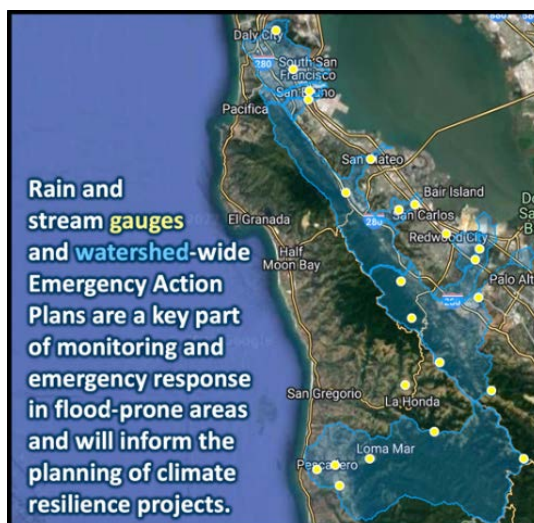 Daly City
280
South San
Francisco
San Bruno
Pacifica
San Mateo
Rain and
stream gauges
and watershed-wide
Emergency Action
Plans are a key part
of monitoring and
emergency response
in flood-prone areas
and will inform the
planning of climate
resilience projects.
Bair Island
El Granada
280
San Carlos
Redwood City
Half
Moon Bay
Palo Alt
280
San Gregorio
La Honda
Loma Mar
Pescadero